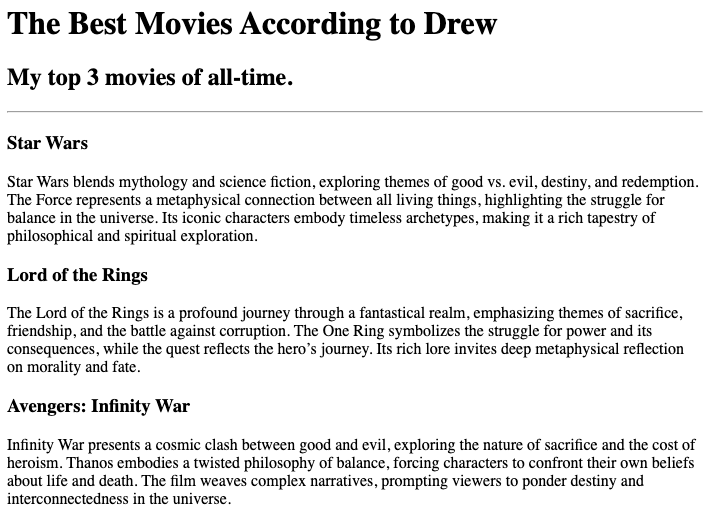 The Best Movies According to Drew
My top 3 movies of all-time.
Star Wars
Star Wars blends mythology and science fiction, exploring themes of good vs. evil, destiny, and redemption.
The Force represents a metaphysical connection between all living things, highlighting the struggle for
balance in the universe. Its iconic characters embody timeless archetypes, making it a rich tapestry of
philosophical and spiritual exploration.
Lord of the Rings
The Lord of the Rings is a profound journey through a fantastical realm, emphasizing themes of sacrifice,
friendship, and the battle against corruption. The One Ring symbolizes the struggle for power and its
consequences, while the quest reflects the hero’s journey. Its rich lore invites deep metaphysical reflection
on morality and fate.
Avengers: Infinity War
Infinity War presents a cosmic clash between good and evil, exploring the nature of sacrifice and the cost of
heroism. Thanos embodies a twisted philosophy of balance, forcing characters to confront their own beliefs
about life and death. The film weaves complex narratives, prompting viewers to ponder destiny and
interconnectedness in the universe.